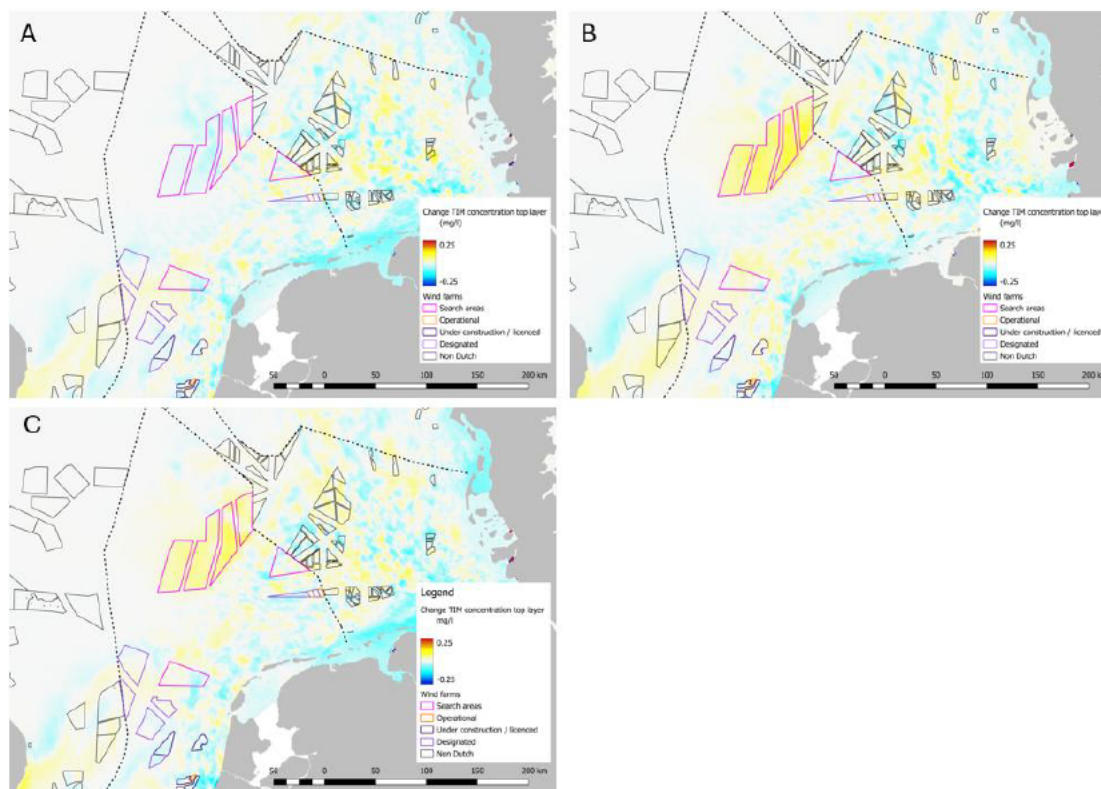 A
Change TIM concentration top layer
(mg/l)
0.25
-0.25
Wind farms
Search areas
Operational
Under construction / licenced
Designated
Non Dutch
50 0 50 100 150 200 km
B
Change TIM concentration top layer
(mg/l)
0.25
-0.25
Wind farms
Search areas
Operational
Under construction / licenced
Designated
Non Dutch
50 0 50 100 150 200 km
C
Legend
Change TIM concentration top layer
mg/l
0.25
-0.25
Wind farms
Search areas
Operational
Under construction / licenced
Designated
Non Dutch
50 0 50 100 150 200 km